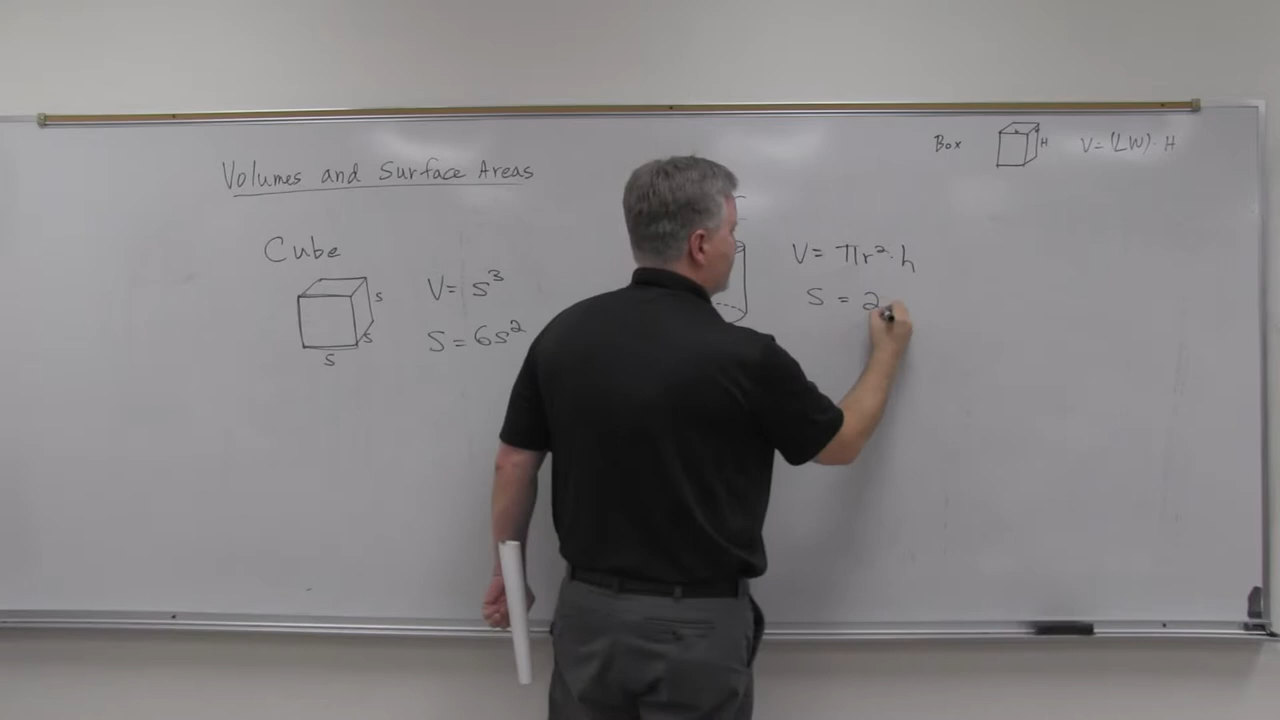 Box
H
V = (LW) · H
Volumes and Surface Areas
Cube
s
s
s
V = s³
S = 6s²
V = πr² · h
S = 2